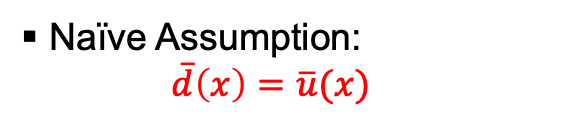 ▪ Naïve Assumption:
d̄(x) = ū(x)